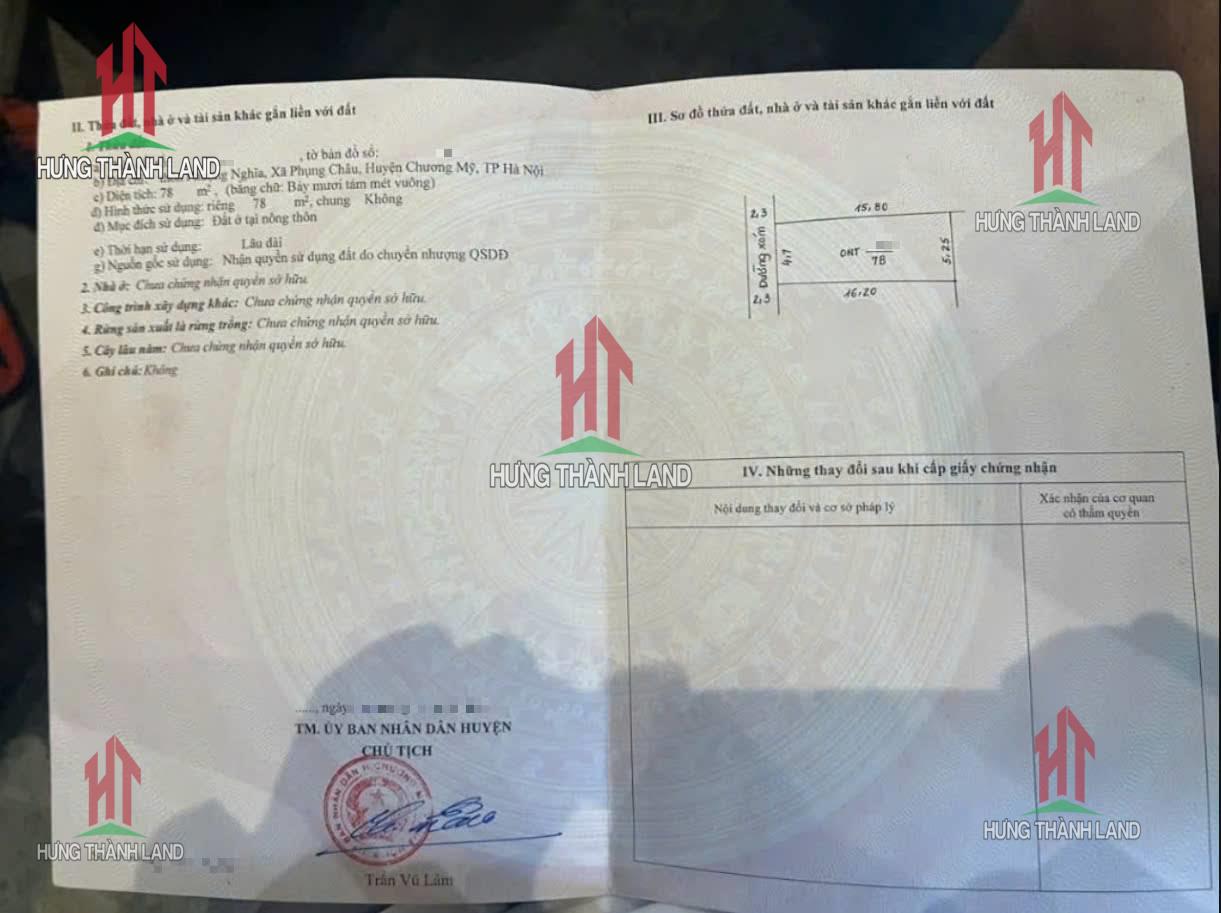 II. Thửa đất, nhà ở và tài sản khác gắn liền với đất
, tờ bản đồ số:
Nghĩa, Xã Phụng Châu, Huyện Chương Mỹ, TP Hà Nội
c) Diện tích: 78 m², (bằng chữ: Bảy mươi tám mét vuông)
d) Hình thức sử dụng: riêng 78 m², chung Không
đ) Mục đích sử dụng: Đất ở tại nông thôn
e) Thời hạn sử dụng: Lâu dài
g) Nguồn gốc sử dụng: Nhận quyền sử dụng đất do chuyển nhượng QSDĐ
2. Nhà ở: Chưa chứng nhận quyền sở hữu.
3. Công trình xây dựng khác: Chưa chứng nhận quyền sở hữu.
4. Rừng sản xuất là rừng trồng: Chưa chứng nhận quyền sở hữu.
5. Cây lâu năm: Chưa chứng nhận quyền sở hữu.
6. Ghi chú: Không
......, ngày
TM. ỦY BAN NHÂN DÂN HUYỆN
CHỦ TỊCH
Trần Vũ Lâm
III. Sơ đồ thửa đất, nhà ở và tài sản khác gắn liền với đất
2,3
Đường xóm
2,3
4,7
15,80
ONT
78
5,25
16,20
IV. Những thay đổi sau khi cấp giấy chứng nhận
Nội dung thay đổi và cơ sở pháp lý
Xác nhận của cơ quan
có thẩm quyền
HƯNG THÀNH LAND
HƯNG THÀNH LAND
HƯNG THÀNH LAND
HƯNG THÀNH LAND
HƯNG THÀNH LAND